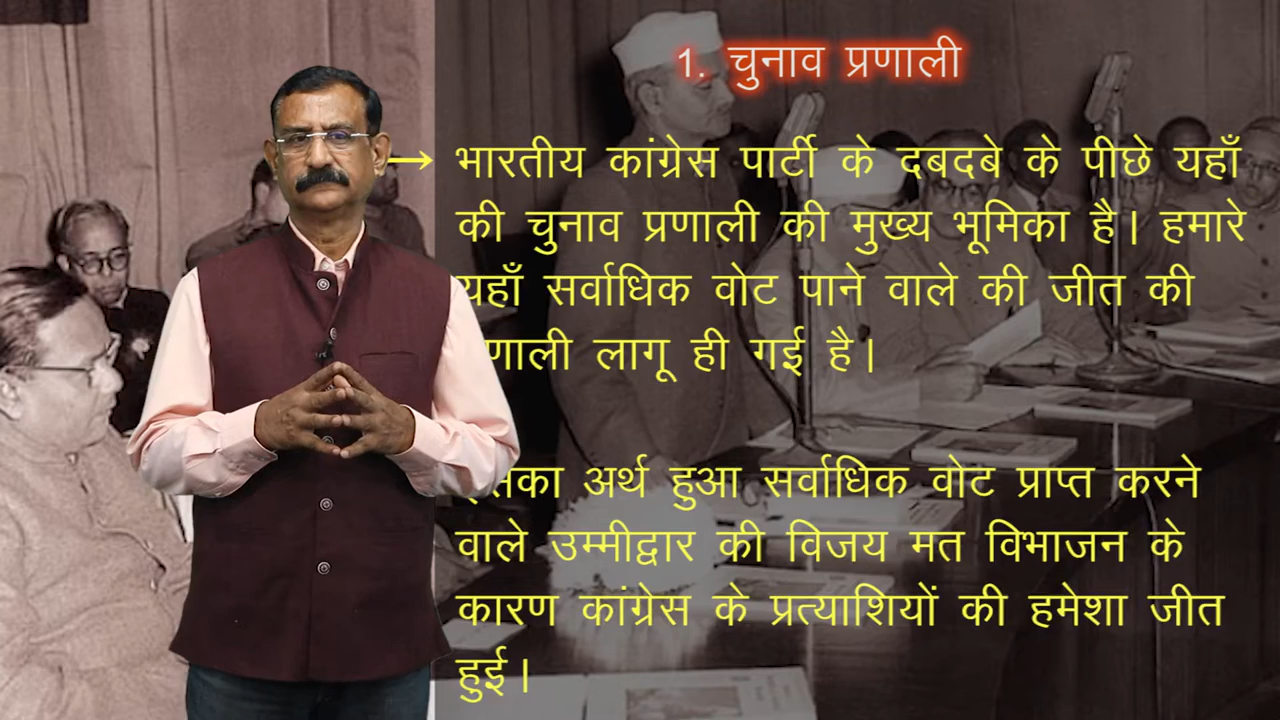 1. चुनाव प्रणाली
भारतीय कांग्रेस पार्टी के दबदबे के पीछे यहाँ
की चुनाव प्रणाली की मुख्य भूमिका है। हमारे
यहाँ सर्वाधिक वोट पाने वाले की जीत की
लागू ही गई है।
अर्थ हुआ सर्वाधिक वोट प्राप्त करने
वाले उम्मीद्वार की विजय मत विभाजन के
कारण कांग्रेस के प्रत्याशियों की हमेशा जीत
हुई।